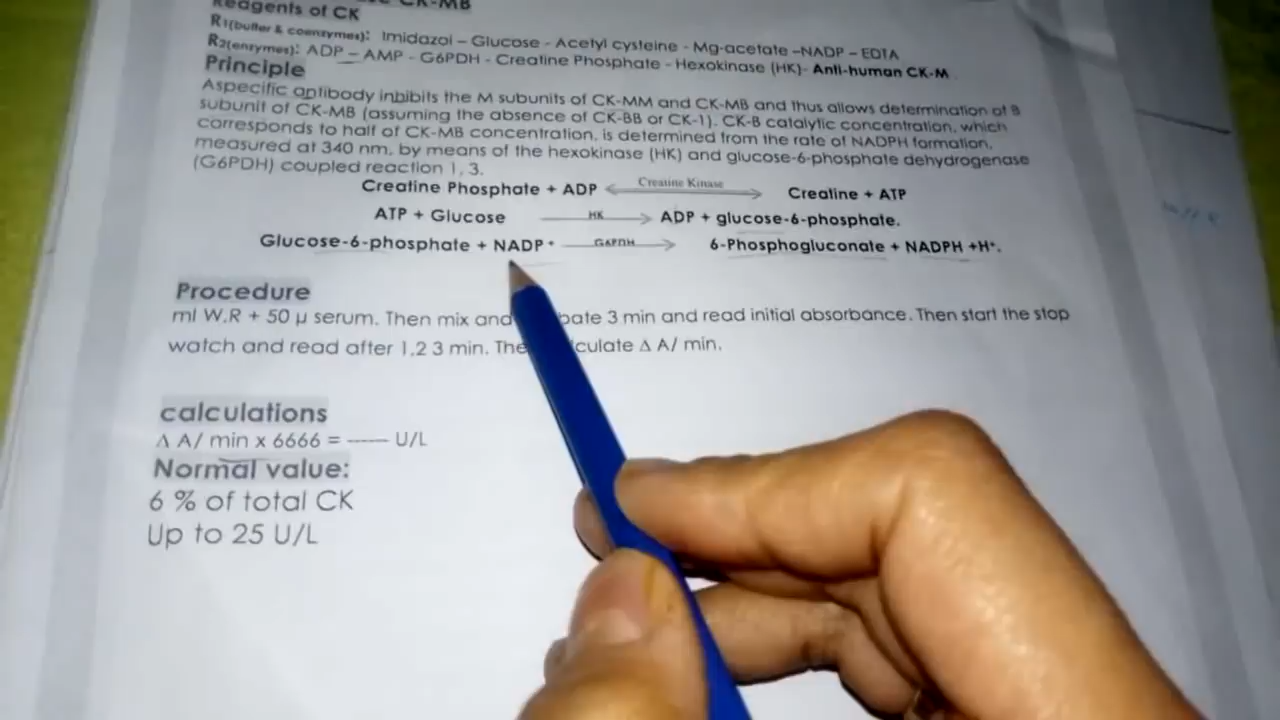 CK-MB
Reagents of CK
R1(buffer & coenzymes): Imidazol – Glucose - Acetyl cysteine - Mg-acetate –NADP – EDTA
R2(enzymes): ADP – AMP - G6PDH - Creatine Phosphate - Hexokinase (HK)- Anti-human CK-M
Principle
Aspecific antibody inbibits the M subunits of CK-MM and CK-MB and thus allows determination of B
subunit of CK-MB (assuming the absence of CK-BB or CK-1). CK-B catalytic concentration, which
corresponds to half of CK-MB concentration, is determined from the rate of NADPH formation,
measured at 340 nm, by means of the hexokinase (HK) and glucose-6-phosphate dehydrogenase
(G6PDH) coupled reaction 1, 3.
Creatine Phosphate + ADP Creatine Kinase Creatine + ATP
ATP + Glucose HK ADP + glucose-6-phosphate.
Glucose-6-phosphate + NADP+ G6PDH 6-Phosphogluconate + NADPH +H+.
Procedure
ml W.R + 50 µ serum. Then mix and bate 3 min and read initial absorbance. Then start the stop
watch and read after 1,2 3 min. The culate Δ A/ min.
calculations
Δ A/ min x 6666 = ------ U/L
Normal value:
6 % of total CK
Up to 25 U/L